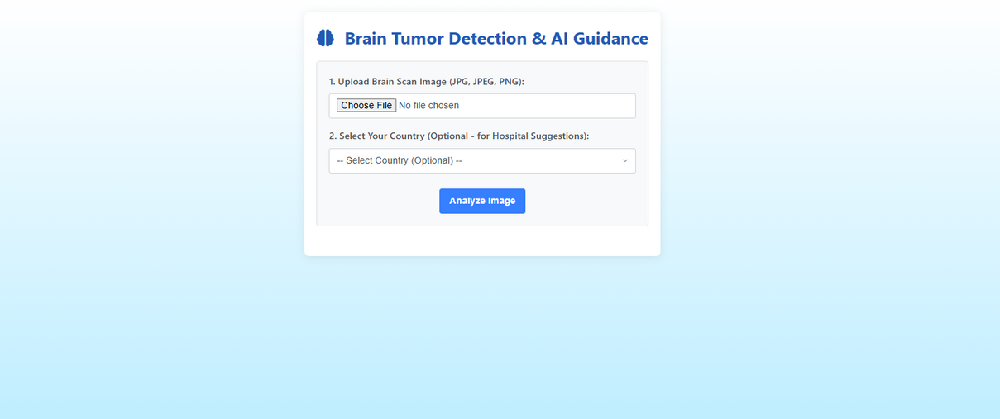 Brain Tumor Detection & AI Guidance
1. Upload Brain Scan Image (JPG, JPEG, PNG):
Choose File No file chosen
2. Select Your Country (Optional - for Hospital Suggestions):
-- Select Country (Optional) --
Analyze Image